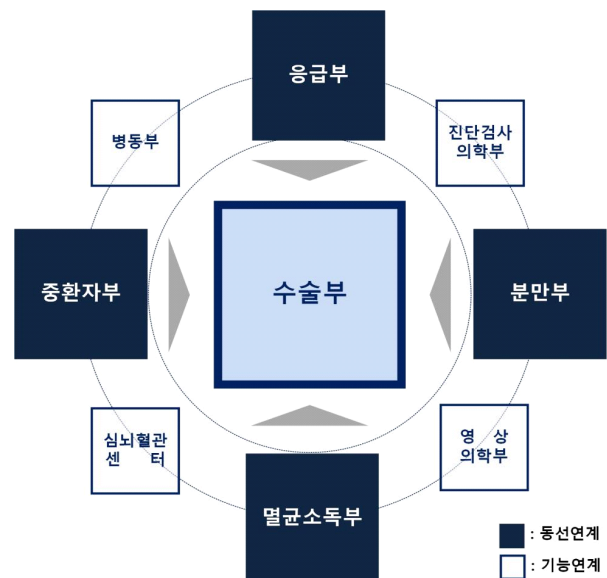 응급부
병동부
진단검사
의학부
중환자부
수술부
분만부
심뇌혈관
센 터
영 상
의학부
멸균소독부
: 동선연계
: 기능연계